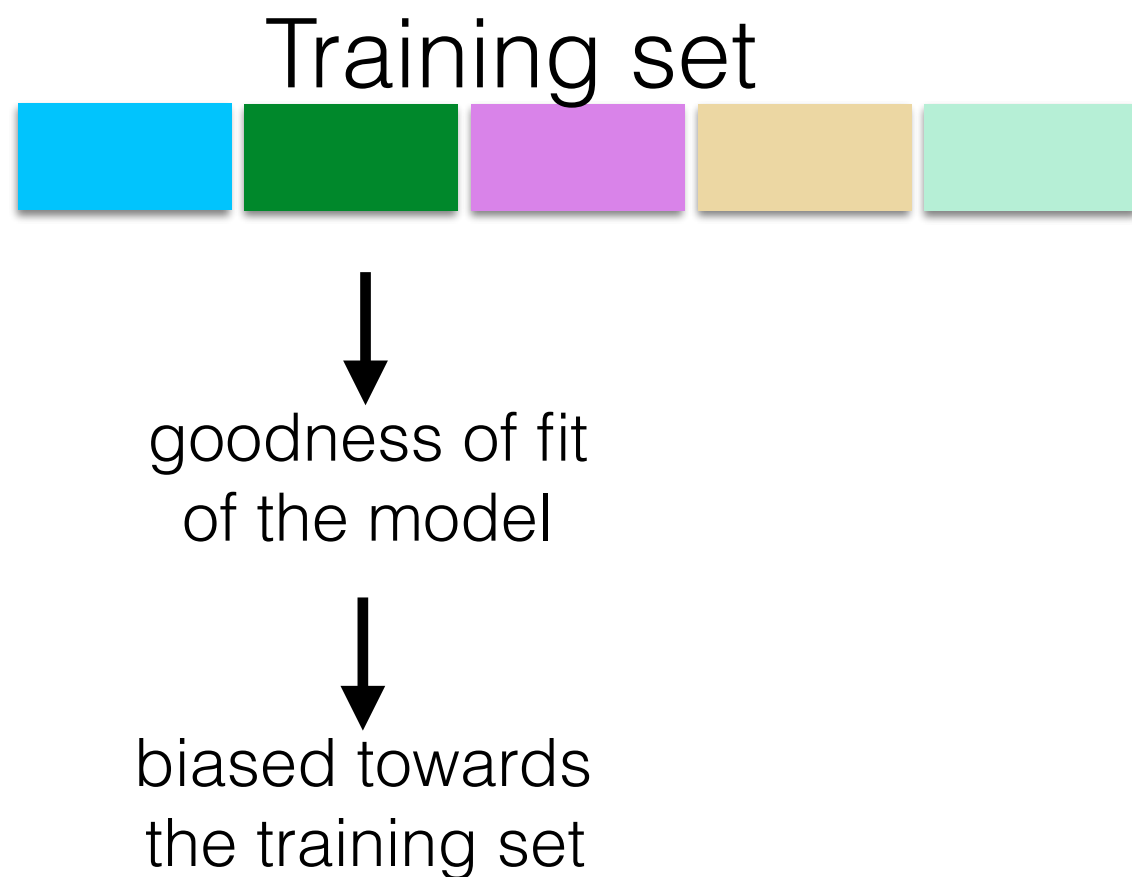 Training set
goodness of fit
of the model
biased towards
the training set